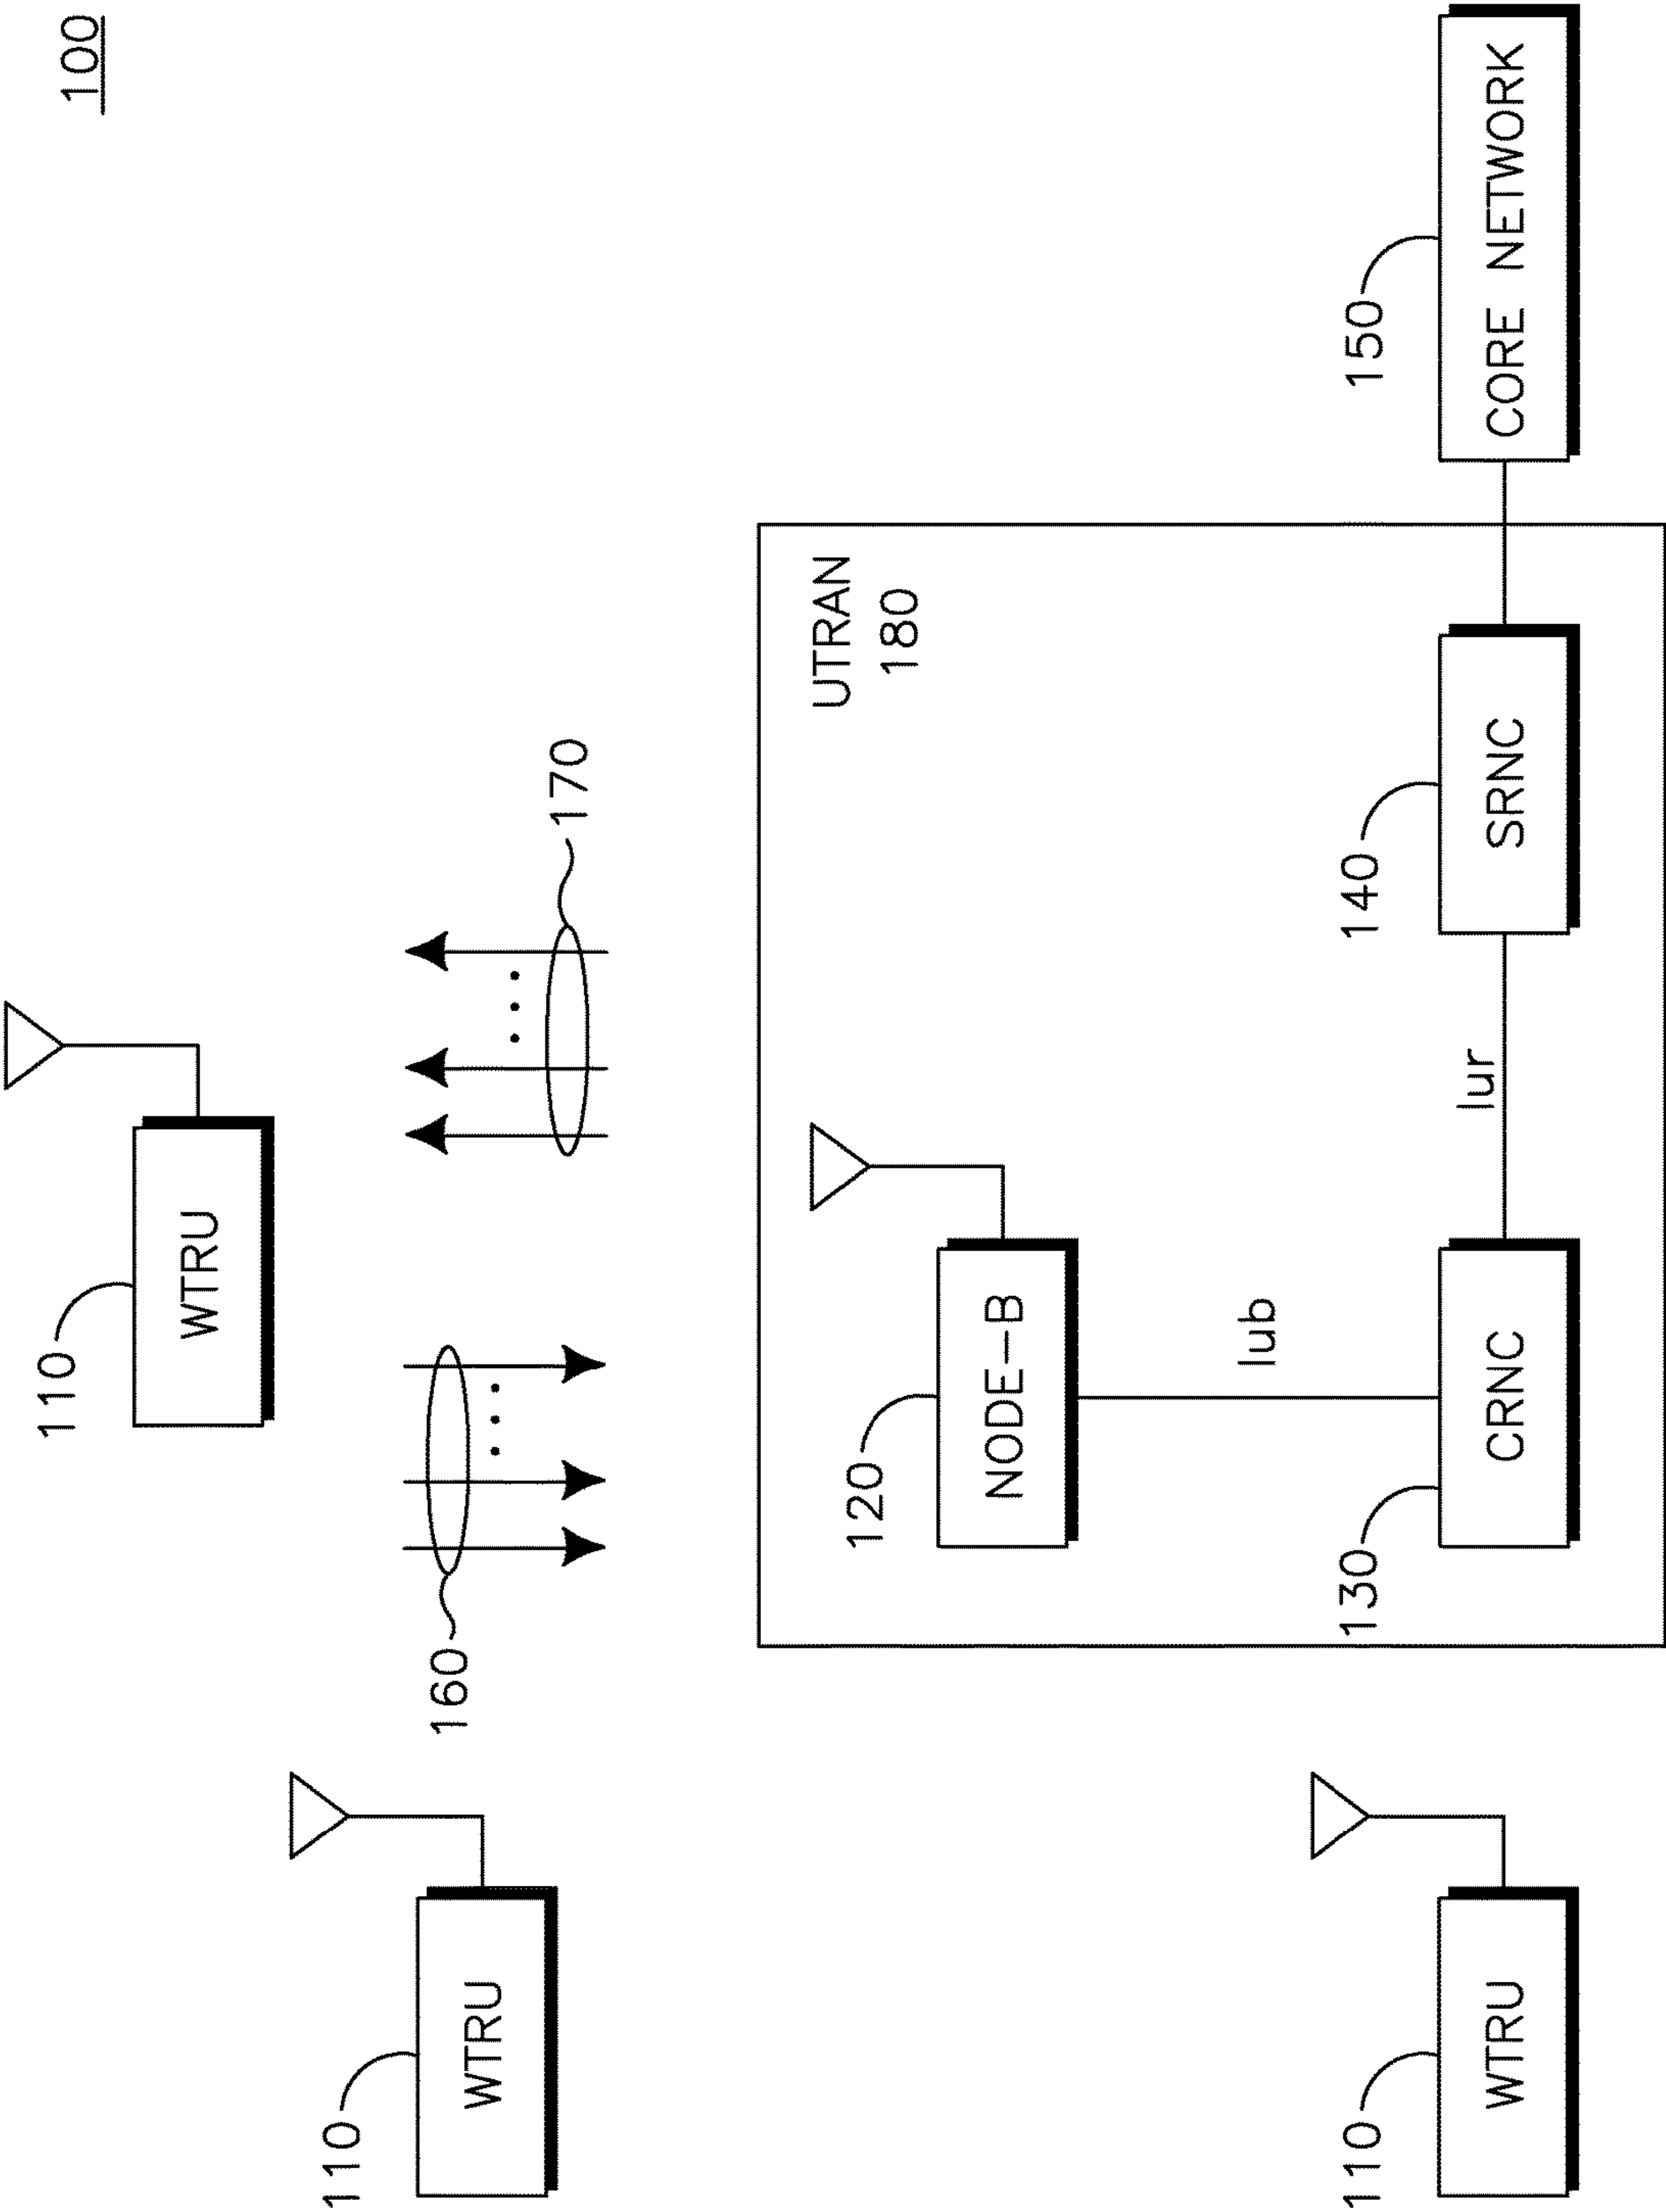 100
110
WTRU
110
WTRU
160
170
UTRAN
180
120
NODE-B
Iub
110
WTRU
130
CRNC
Iur
140
SRNC
150
CORE NETWORK